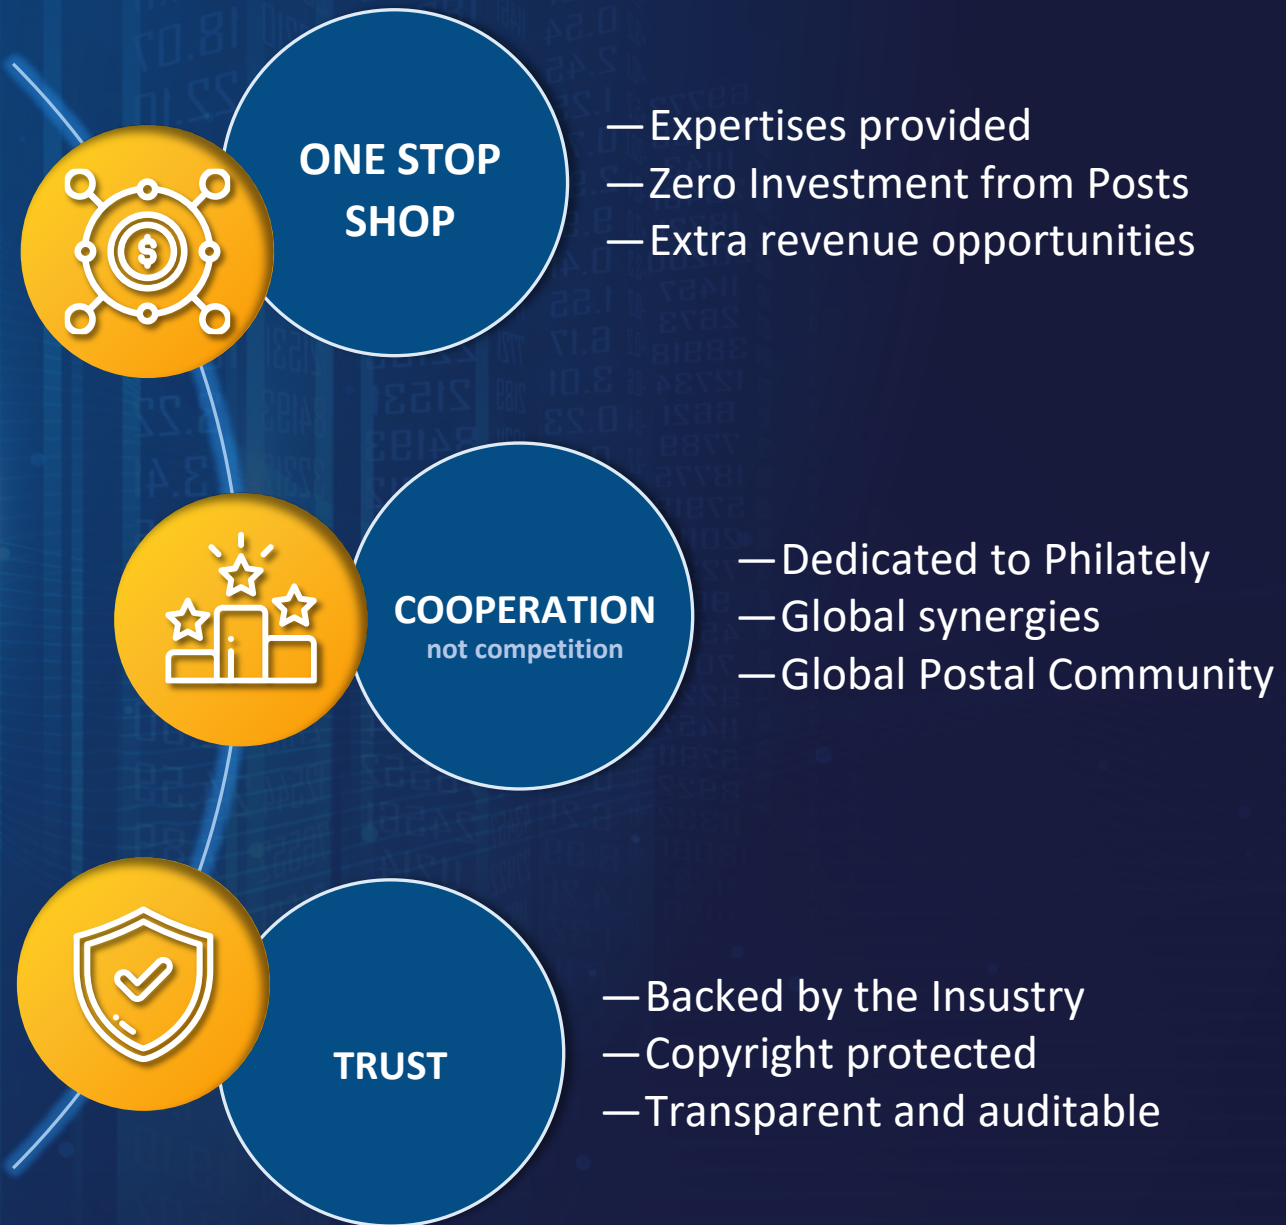 ONE STOP
SHOP
—Expertises provided
—Zero Investment from Posts
—Extra revenue opportunities
COOPERATION
not competition
—Dedicated to Philately
—Global synergies
—Global Postal Community
TRUST
—Backed by the Insustry
—Copyright protected
—Transparent and auditable